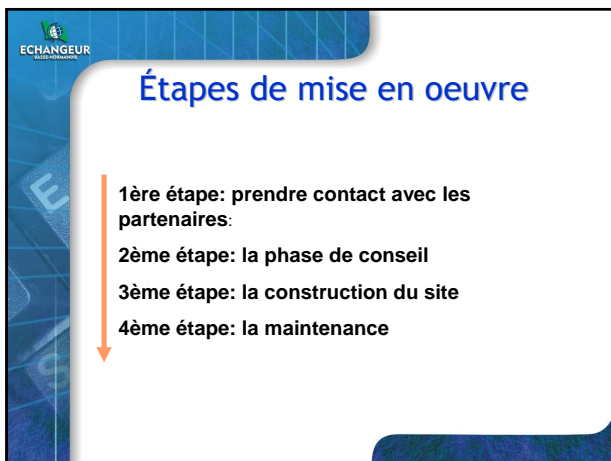 ECHANGEUR
BASSE-NORMANDIE
Étapes de mise en oeuvre
1ère étape: prendre contact avec les
partenaires:
2ème étape: la phase de conseil
3ème étape: la construction du site
4ème étape: la maintenance
E
S